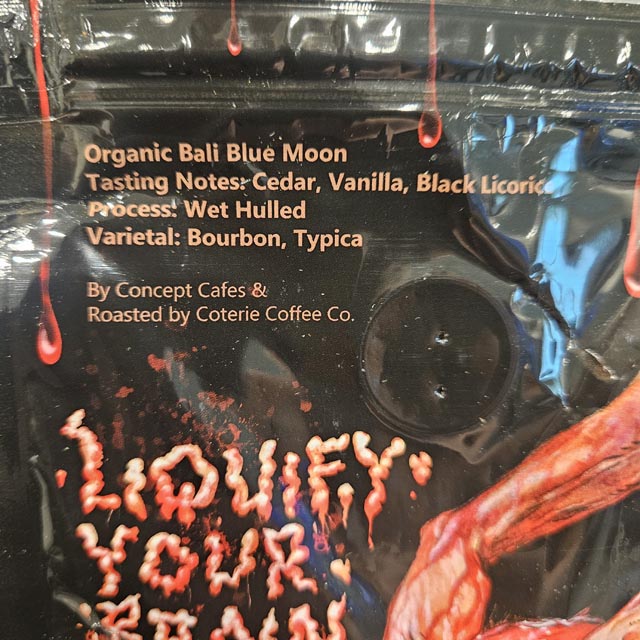 Organic Bali Blue Moon
Tasting Notes: Cedar, Vanilla, Black Licorice
Process: Wet Hulled
Varietal: Bourbon, Typica
By Concept Cafes &
Roasted by Coterie Coffee Co.
LIQUIFY
YOUR